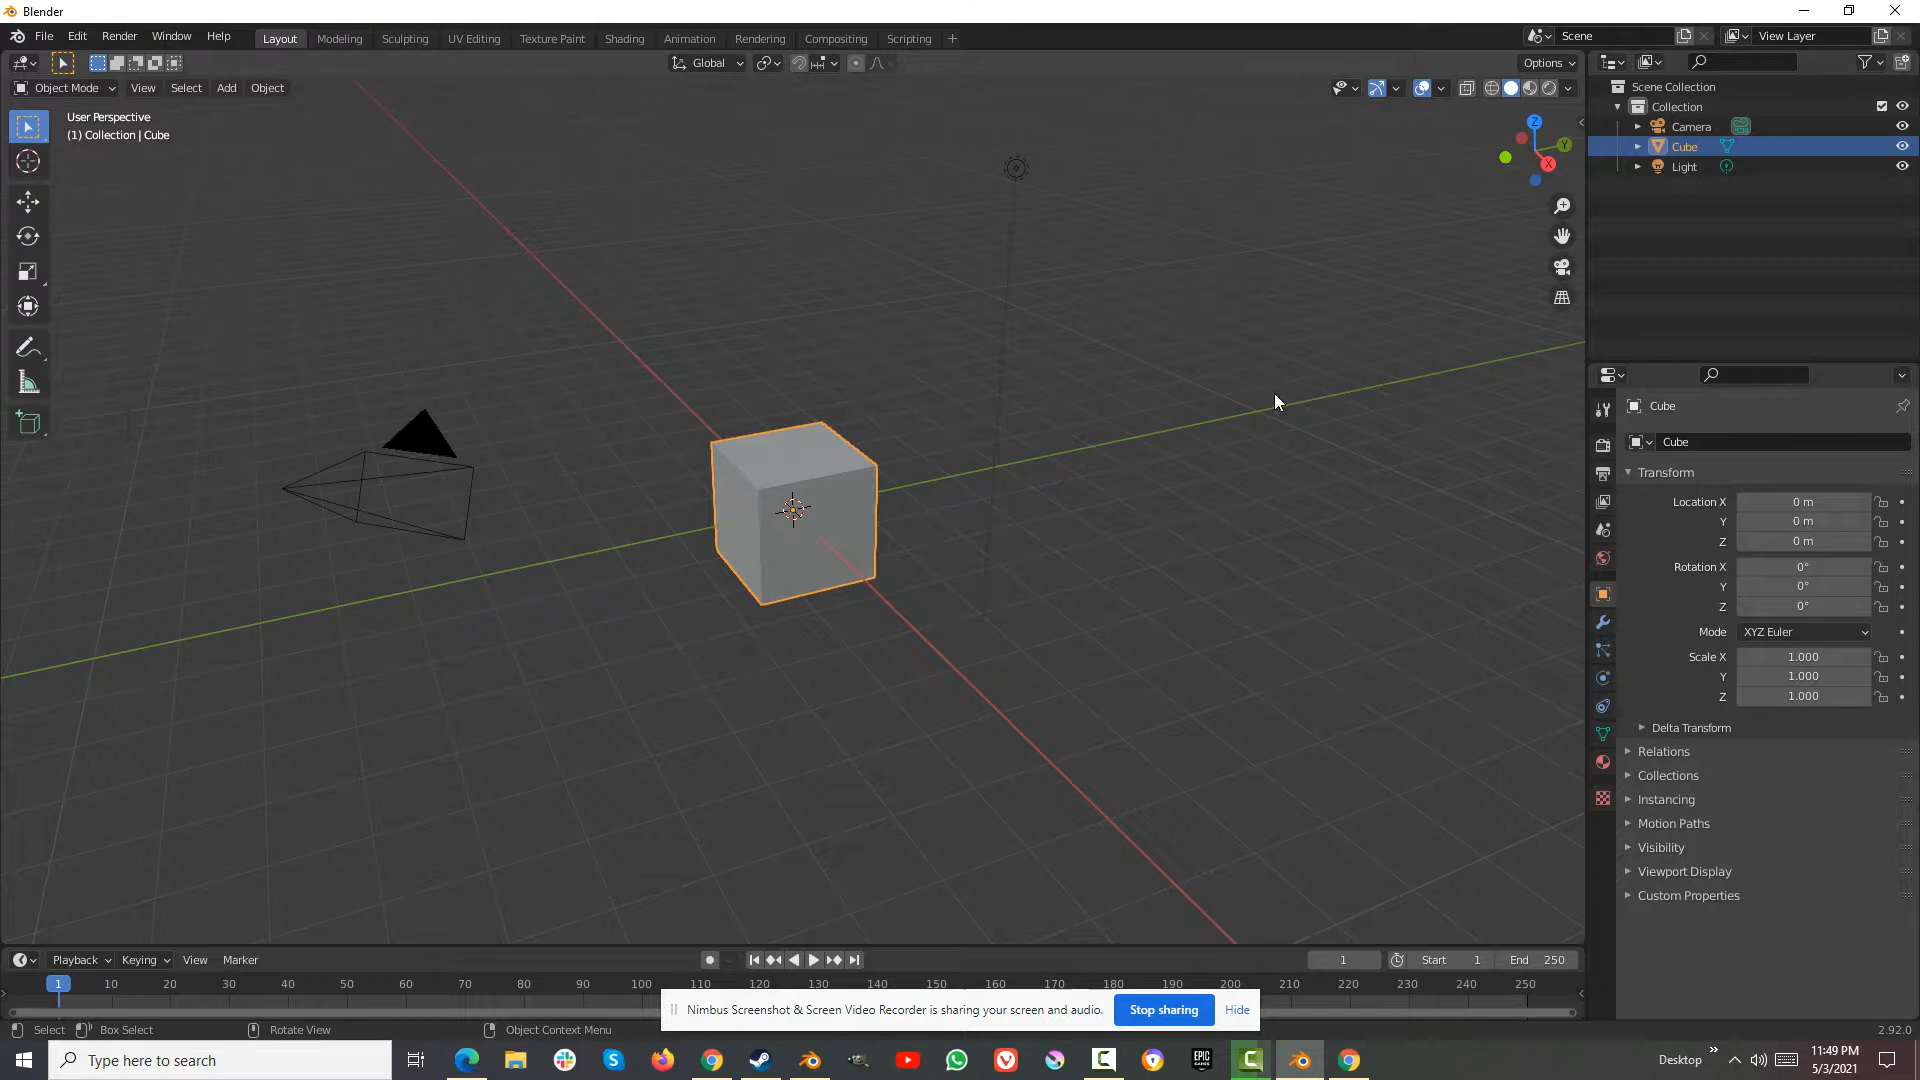 Blender
File Edit Render Window Help Layout Modeling Sculpting UV Editing Texture Paint Shading Animation Rendering Compositing Scripting + Scene View Layer
Global Options
Object Mode View Select Add Object
User Perspective
(1) Collection | Cube
Z
Y
X
Scene Collection
Collection
Camera
Cube
Light
Cube
Cube
Transform
Location X 0 m
Y 0 m
Z 0 m
Rotation X 0°
Y 0°
Z 0°
Mode XYZ Euler
Scale X 1.000
Y 1.000
Z 1.000
Delta Transform
Relations
Collections
Instancing
Motion Paths
Visibility
Viewport Display
Custom Properties
Playback Keying View Marker 1 Start 1 End 250
1 10 20 30 40 50 60 70 80 90 100 110 120 130 140 150 160 170 180 190 200 210 220 230 240 250
Nimbus Screenshot & Screen Video Recorder is sharing your screen and audio. Stop sharing Hide
Select Box Select Rotate View Object Context Menu 2.92.0
Type here to search
EPIC GAMES
Desktop
11:49 PM
5/3/2021